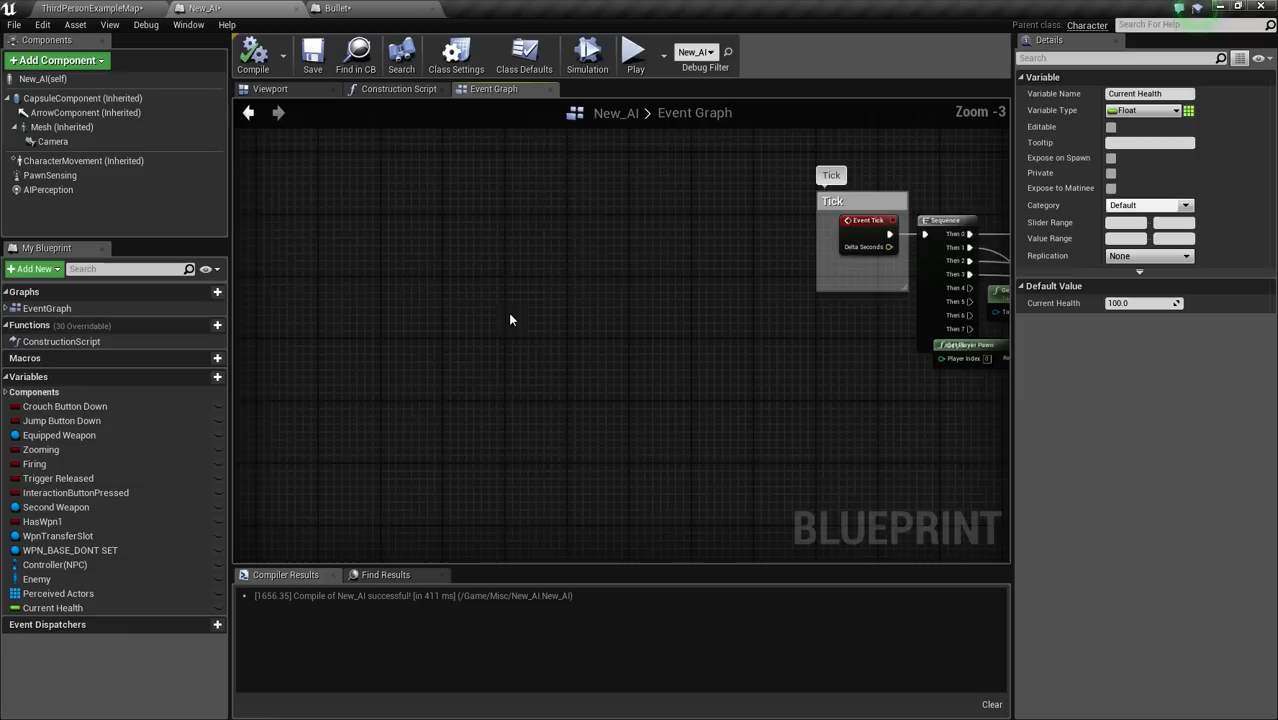 ThirdPersonExampleMap*
New_AI*
Bullet*
File Edit Asset View Debug Window Help
Parent class: Character
Search For Help
Components
+ Add Component
New_AI(self)
CapsuleComponent (Inherited)
ArrowComponent (Inherited)
Mesh (Inherited)
Camera
CharacterMovement (Inherited)
PawnSensing
AIPerception
My Blueprint
+ Add New
Search
Graphs
EventGraph
Functions (30 Overridable)
ConstructionScript
Macros
Variables
Components
Crouch Button Down
Jump Button Down
Equipped Weapon
Zooming
Firing
Trigger Released
InteractionButtonPressed
Second Weapon
HasWpn1
WpnTransferSlot
WPN_BASE_DONT SET
Controller(NPC)
Enemy
Perceived Actors
Current Health
Event Dispatchers
Compile
Save
Find in CB
Search
Class Settings
Class Defaults
Simulation
Play
New_AI
Debug Filter
Viewport
Construction Script
Event Graph
New_AI > Event Graph
Zoom -3
Tick
Tick
Event Tick
Delta Seconds
Sequence
Then 0
Then 1
Then 2
Then 3
Then 4
Then 5
Then 6
Then 7
Player Pawn
Player Index 0
BLUEPRINT
Compiler Results
Find Results
[1656.35] Compile of New_AI successful! [in 411 ms] (/Game/Misc/New_AI.New_AI)
Clear
Details
Search
Variable
Variable Name Current Health
Variable Type Float
Editable
Tooltip
Expose on Spawn
Private
Expose to Matinee
Category Default
Slider Range
Value Range
Replication None
Default Value
Current Health 100.0